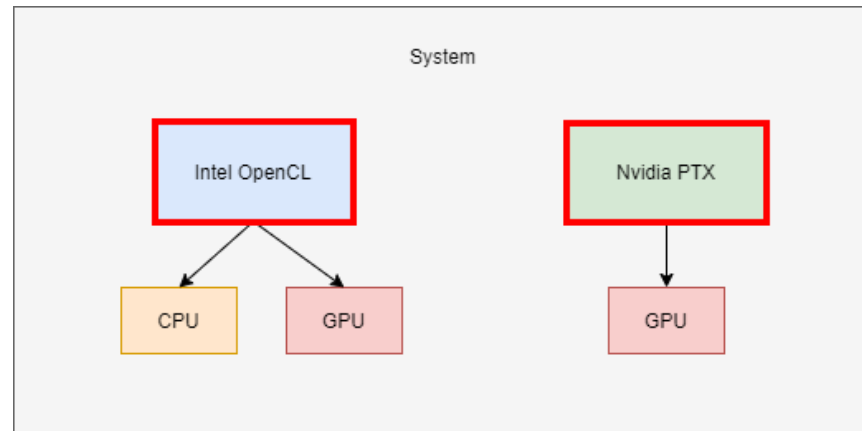 System
Intel OpenCL
Nvidia PTX
CPU
GPU
GPU